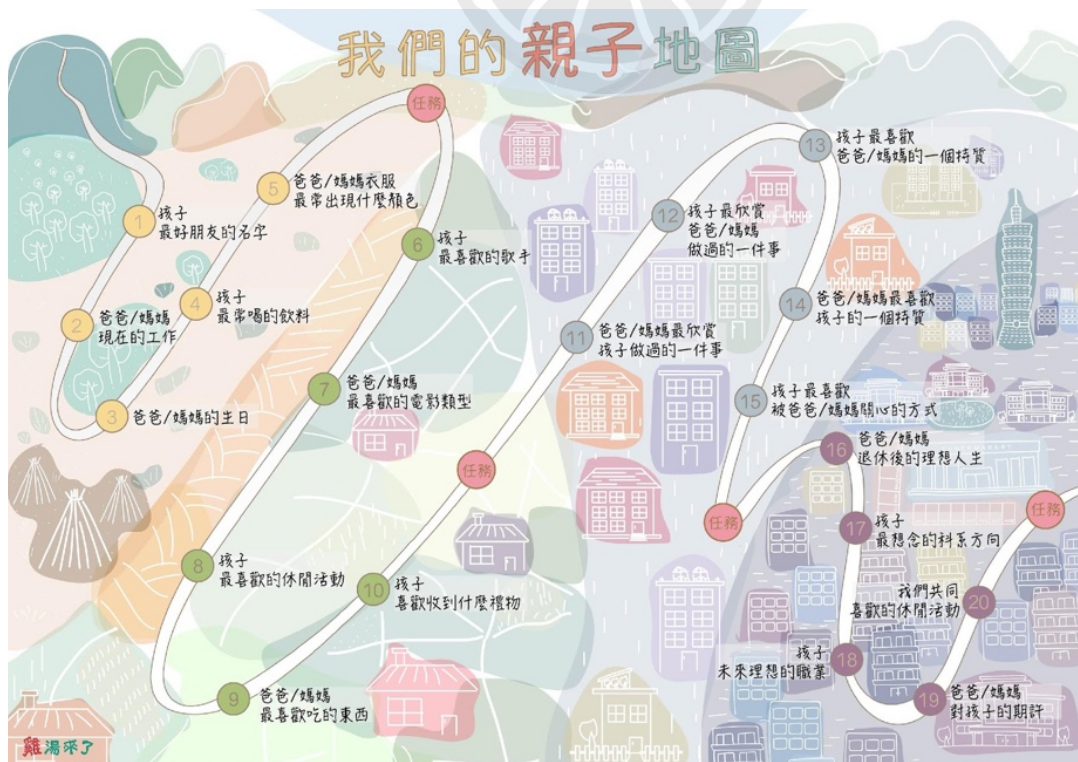 我們的親子地圖
1
孩子
最好朋友的名字
2
爸爸/媽媽
現在的工作
3
爸爸/媽媽的生日
4
孩子
最常喝的飲料
5
爸爸/媽媽衣服
最常出現什麼顏色
任務
6
孩子
最喜歡的歌手
7
爸爸/媽媽
最喜歡的電影類型
8
孩子
最喜歡的休閒活動
9
爸爸/媽媽
最喜歡吃的東西
10
孩子
喜歡收到什麼禮物
任務
11
爸爸/媽媽最欣賞
孩子做過的一件事
12
孩子最欣賞
爸爸/媽媽
做過的一件事
13
孩子最喜歡
爸爸/媽媽的一個特質
14
爸爸/媽媽最喜歡
孩子的一個特質
15
孩子最喜歡
被爸爸/媽媽關心的方式
任務
16
爸爸/媽媽
退休後的理想人生
17
孩子
最想念的科系方向
18
孩子
未來理想的職業
19
爸爸/媽媽
對孩子的期許
20
我們共同
喜歡的休閒活動
任務
雞湯來了